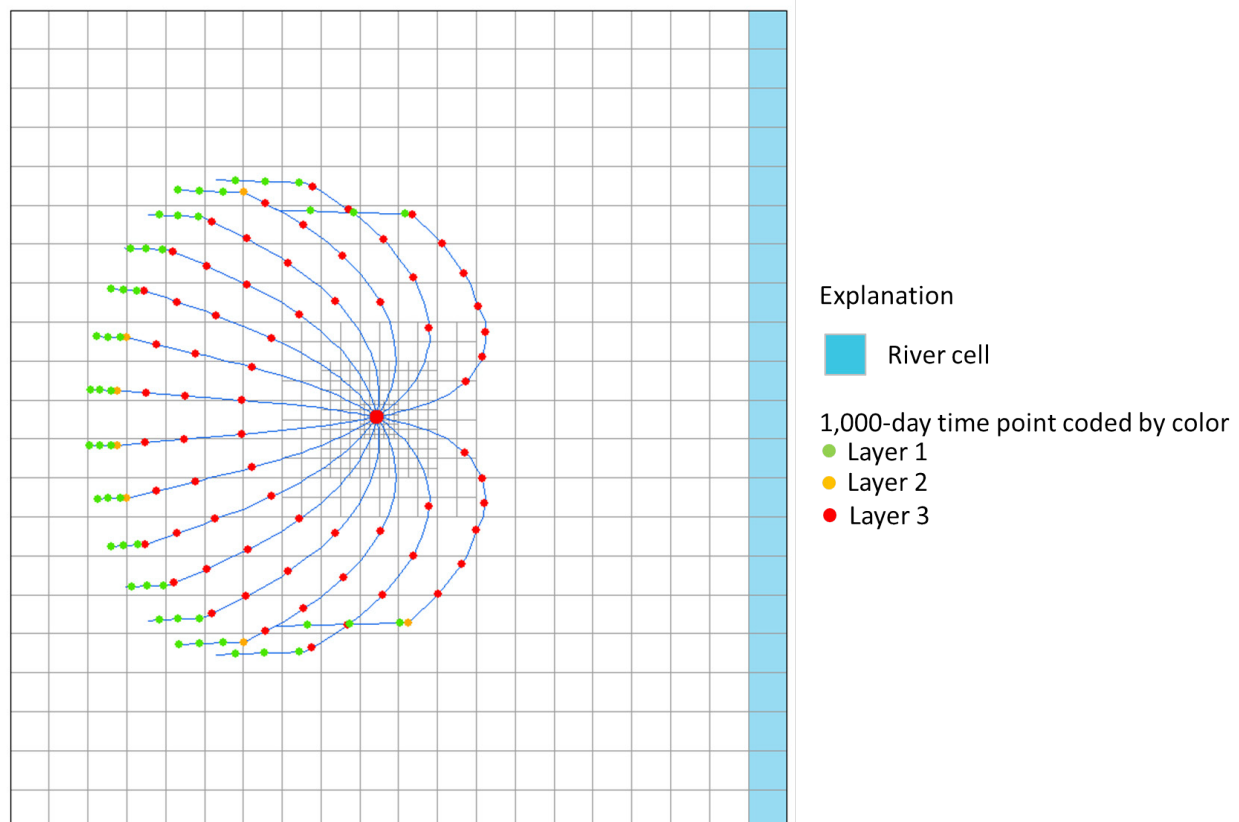 Explanation
River cell
1,000-day time point coded by color
Layer 1
Layer 2
Layer 3